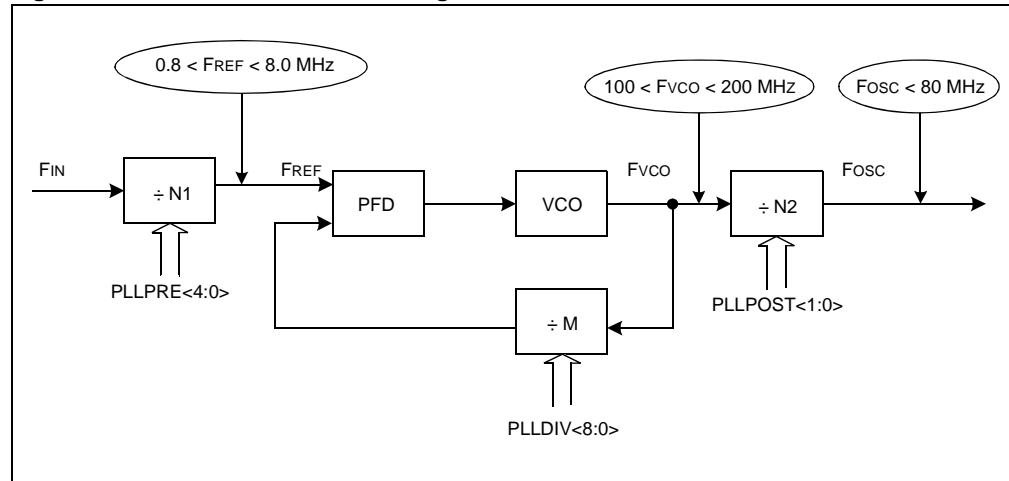 0.8 < FREF < 8.0 MHz
100 < FVCO < 200 MHZ
FOSC < 80 MHz
FIN
÷ N1
FREF
PFD
VCO
FVCO
÷ N2
FOSC
PLLPRE<4:0>
PLLPOST<1:0>
÷ M
PLLDIV<8:0>